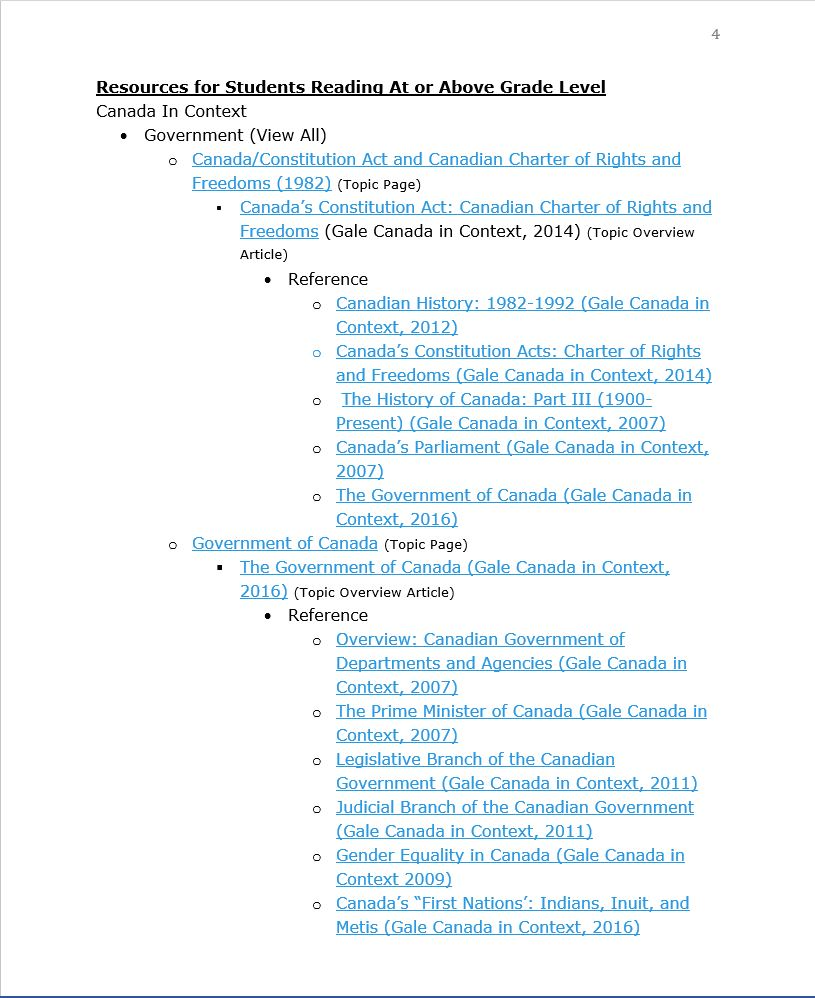 4
Resources for Students Reading At or Above Grade Level
Canada In Context
• Government (View All)
o Canada/Constitution Act and Canadian Charter of Rights and
Freedoms (1982) (Topic Page)
▪ Canada’s Constitution Act: Canadian Charter of Rights and
Freedoms (Gale Canada in Context, 2014) (Topic Overview
Article)
• Reference
o Canadian History: 1982-1992 (Gale Canada in
Context, 2012)
o Canada’s Constitution Acts: Charter of Rights
and Freedoms (Gale Canada in Context, 2014)
o The History of Canada: Part III (1900-
Present) (Gale Canada in Context, 2007)
o Canada’s Parliament (Gale Canada in Context,
2007)
o The Government of Canada (Gale Canada in
Context, 2016)
o Government of Canada (Topic Page)
▪ The Government of Canada (Gale Canada in Context,
2016) (Topic Overview Article)
• Reference
o Overview: Canadian Government of
Departments and Agencies (Gale Canada in
Context, 2007)
o The Prime Minister of Canada (Gale Canada in
Context, 2007)
o Legislative Branch of the Canadian
Government (Gale Canada in Context, 2011)
o Judicial Branch of the Canadian Government
(Gale Canada in Context, 2011)
o Gender Equality in Canada (Gale Canada in
Context 2009)
o Canada’s “First Nations’: Indians, Inuit, and
Metis (Gale Canada in Context, 2016)